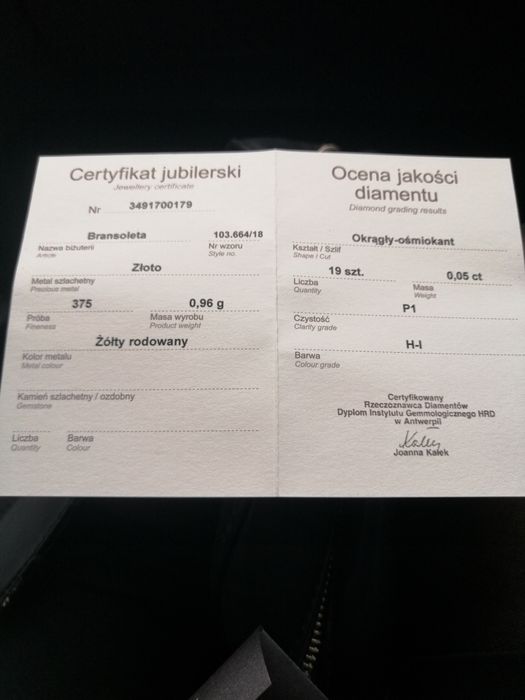 Certyfikat jubilerski
Jewellery certificate
Nr 3491700179
Bransoleta 103.664/18
Nazwa biżuterii Nr wzoru
Article Style no.
Złoto
Metal szlachetny
Precious metal
375 0,96 g
Próba Masa wyrobu
Fineness Product weight
Żółty rodowany
Kolor metalu
Metal colour
Kamień szlachetny / ozdobny
Gemstone
Liczba Barwa
Quantity Colour
Ocena jakości
diamentu
Diamond grading results
Okrągły-ośmiokant
Kształt / Szlif
Shape / Cut
19 szt. 0,05 ct
Liczba Masa
Quantity Weight
P1
Czystość
Clarity grade
H-I
Barwa
Colour grade
Certyfikowany
Rzeczoznawca Diamentów
Dyplom Instytutu Gemmologicznego HRD
w Antwerpii
Joanna Kałek